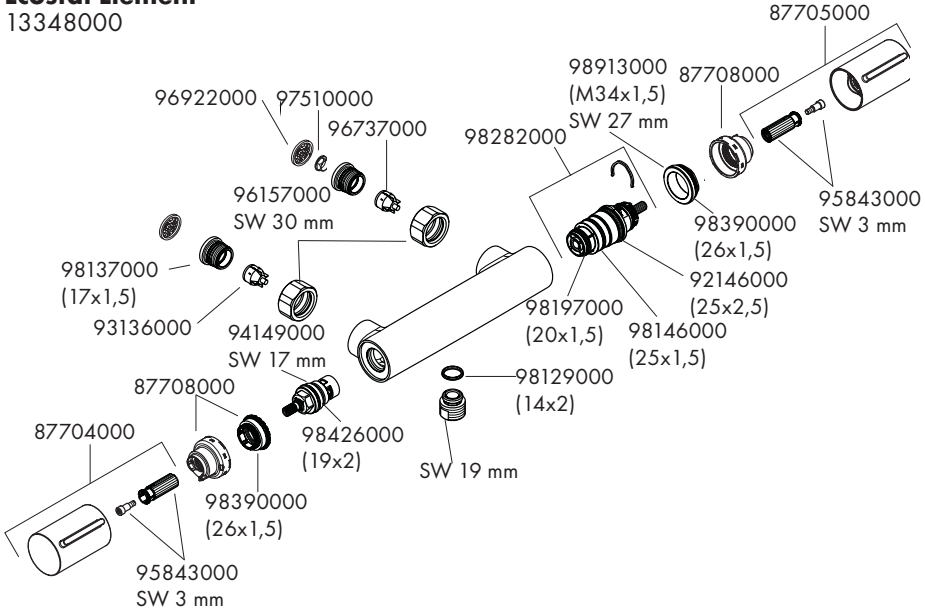 Ecostat Element
13348000
87705000
98913000
(M34x1,5)
SW 27 mm
87708000
96922000
97510000
96737000
98282000
96157000
SW 30 mm
95843000
SW 3 mm
98390000
(26x1,5)
98137000
(17x1,5)
92146000
(25x2,5)
93136000
98197000
(20x1,5)
98146000
(25x1,5)
94149000
SW 17 mm
98129000
(14x2)
87708000
87704000
98426000
(19x2)
SW 19 mm
98390000
(26x1,5)
95843000
SW 3 mm